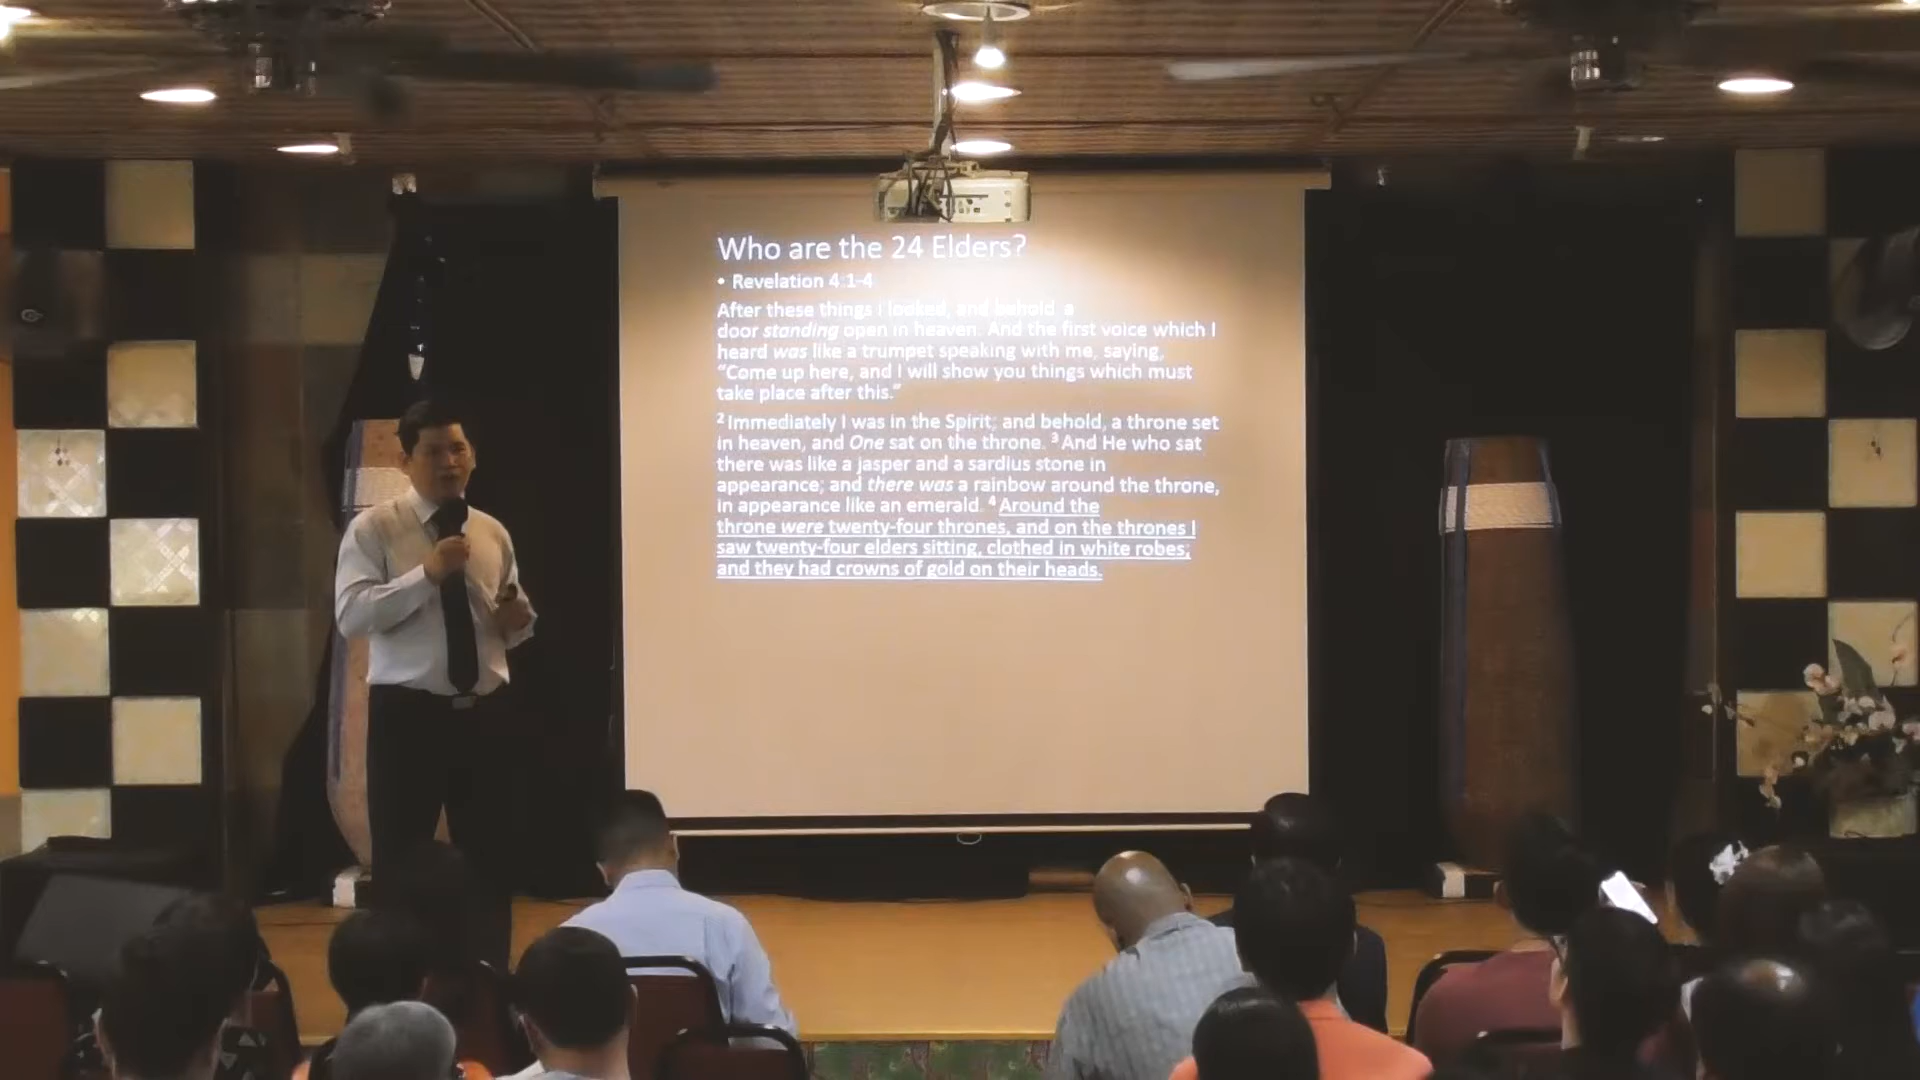 Who are the 24 Elders?
• Revelation 4:1-4
After these things I looked, and behold, a
door standing open in heaven. And the first voice which I
heard was like a trumpet speaking with me, saying,
“Come up here, and I will show you things which must
take place after this.”
2 Immediately I was in the Spirit; and behold, a throne set
in heaven, and One sat on the throne. 3 And He who sat
there was like a jasper and a sardius stone in
appearance; and there was a rainbow around the throne,
in appearance like an emerald. 4 Around the
throne were twenty-four thrones, and on the thrones I
saw twenty-four elders sitting, clothed in white robes;
and they had crowns of gold on their heads.